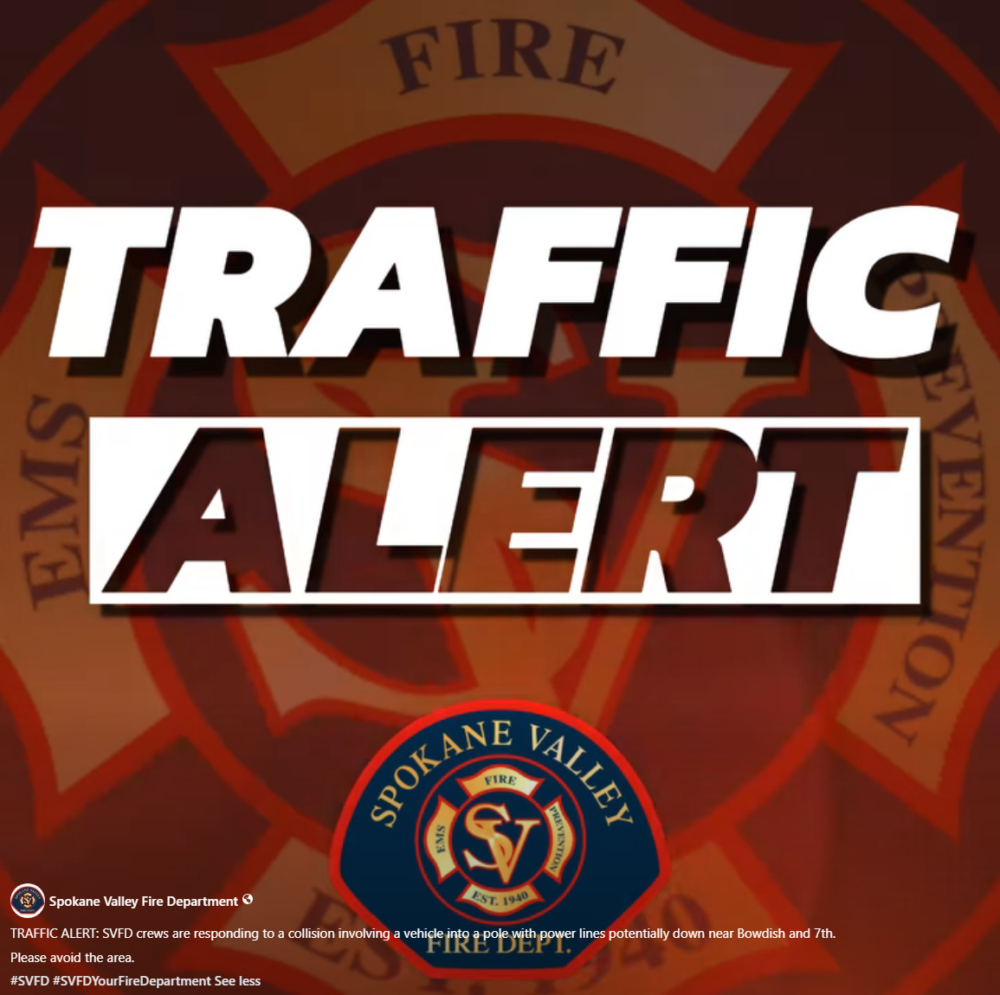 FIRE
TRAFFIC
ALERT
EMS
PREVENTION
SPOKANE VALLEY
FIRE
EMS
SV
PREVENTION
EST. 1940
FIRE DEPT.
EST. 1940
Spokane Valley Fire Department
TRAFFIC ALERT: SVFD crews are responding to a collision involving a vehicle into a pole with power lines potentially down near Bowdish and 7th.
Please avoid the area.
#SVFD #SVFDYourFireDepartment See less